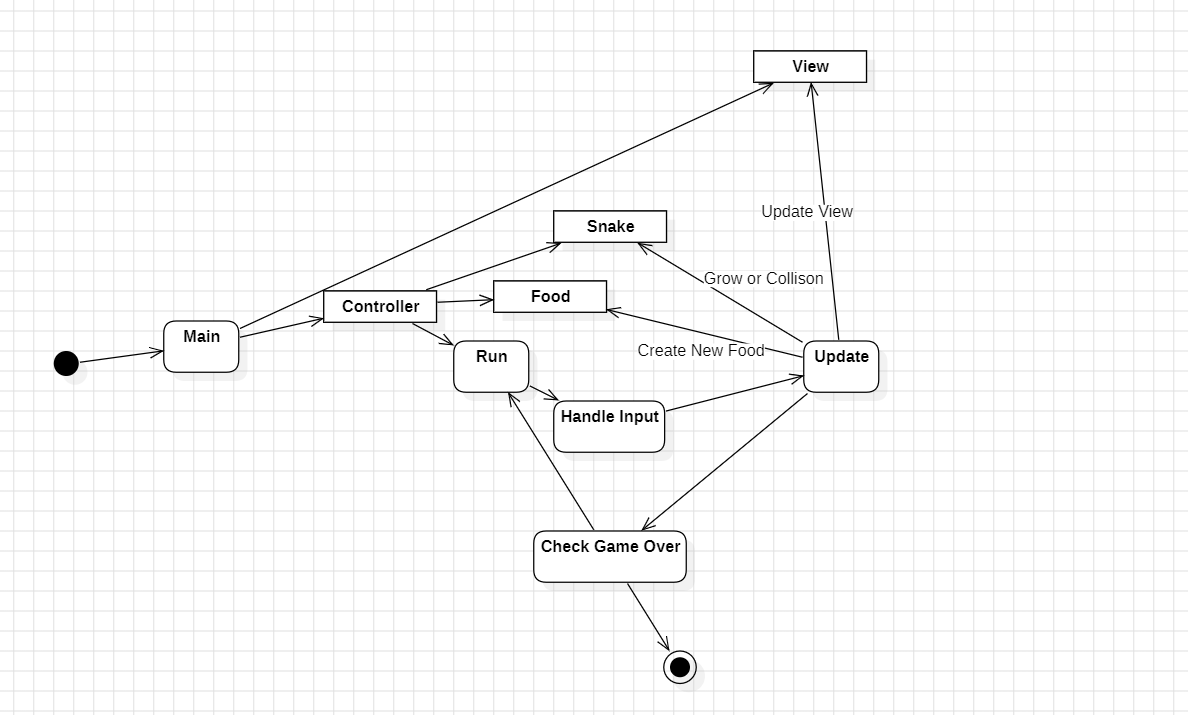 View
Update View
Snake
Grow or Collison
Food
Controller
Main
Create New Food
Run
Update
Handle Input
Check Game Over